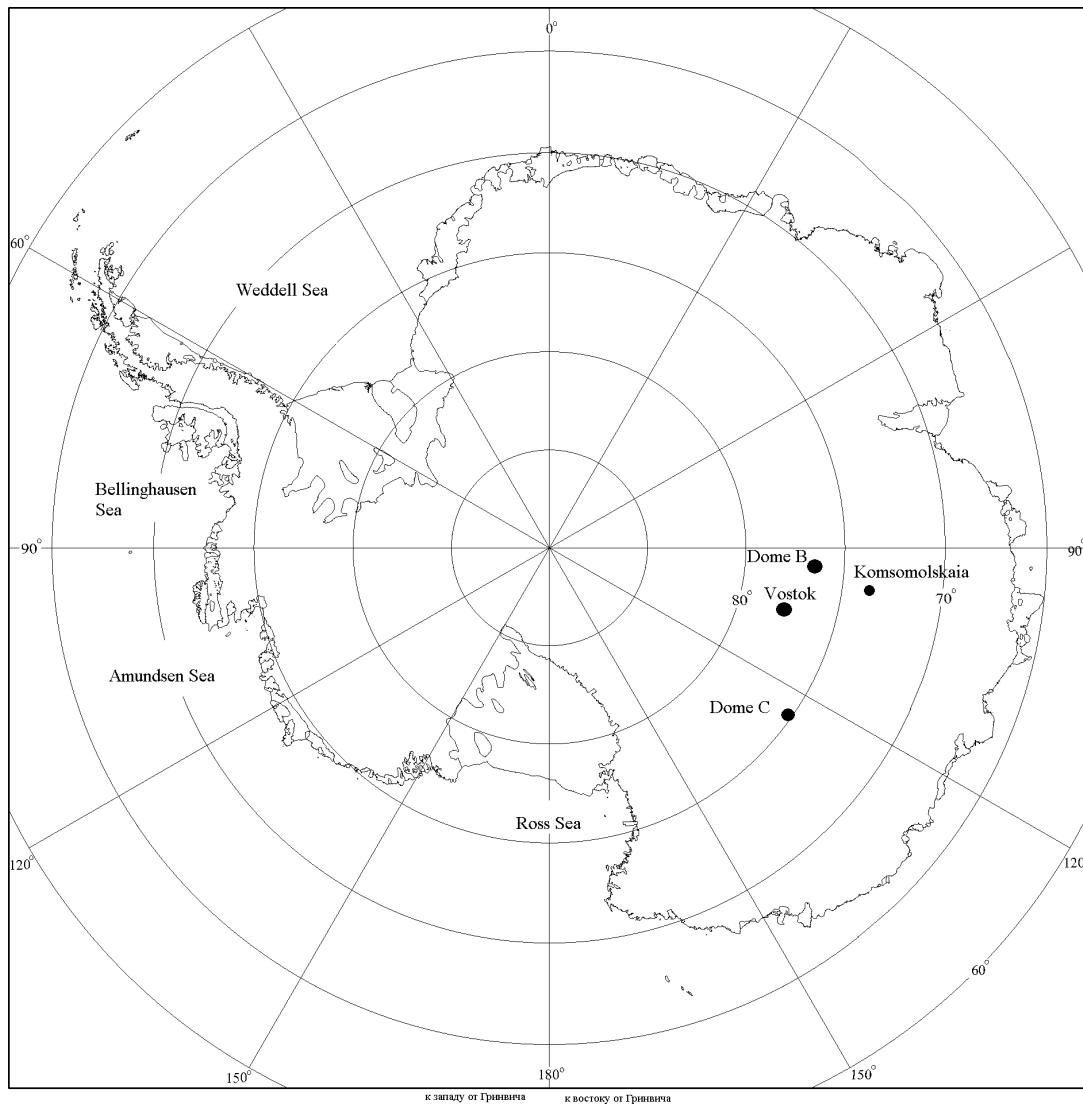 0°
60°
Weddell Sea
Bellinghausen
Sea
90°
Dome B
90°
Komsomolskaia
Vostok
80°
70°
Amundsen Sea
Dome C
Ross Sea
120°
120°
60°
150°
180°
150°
к западу от Гринвича
к востоку от Гринвича